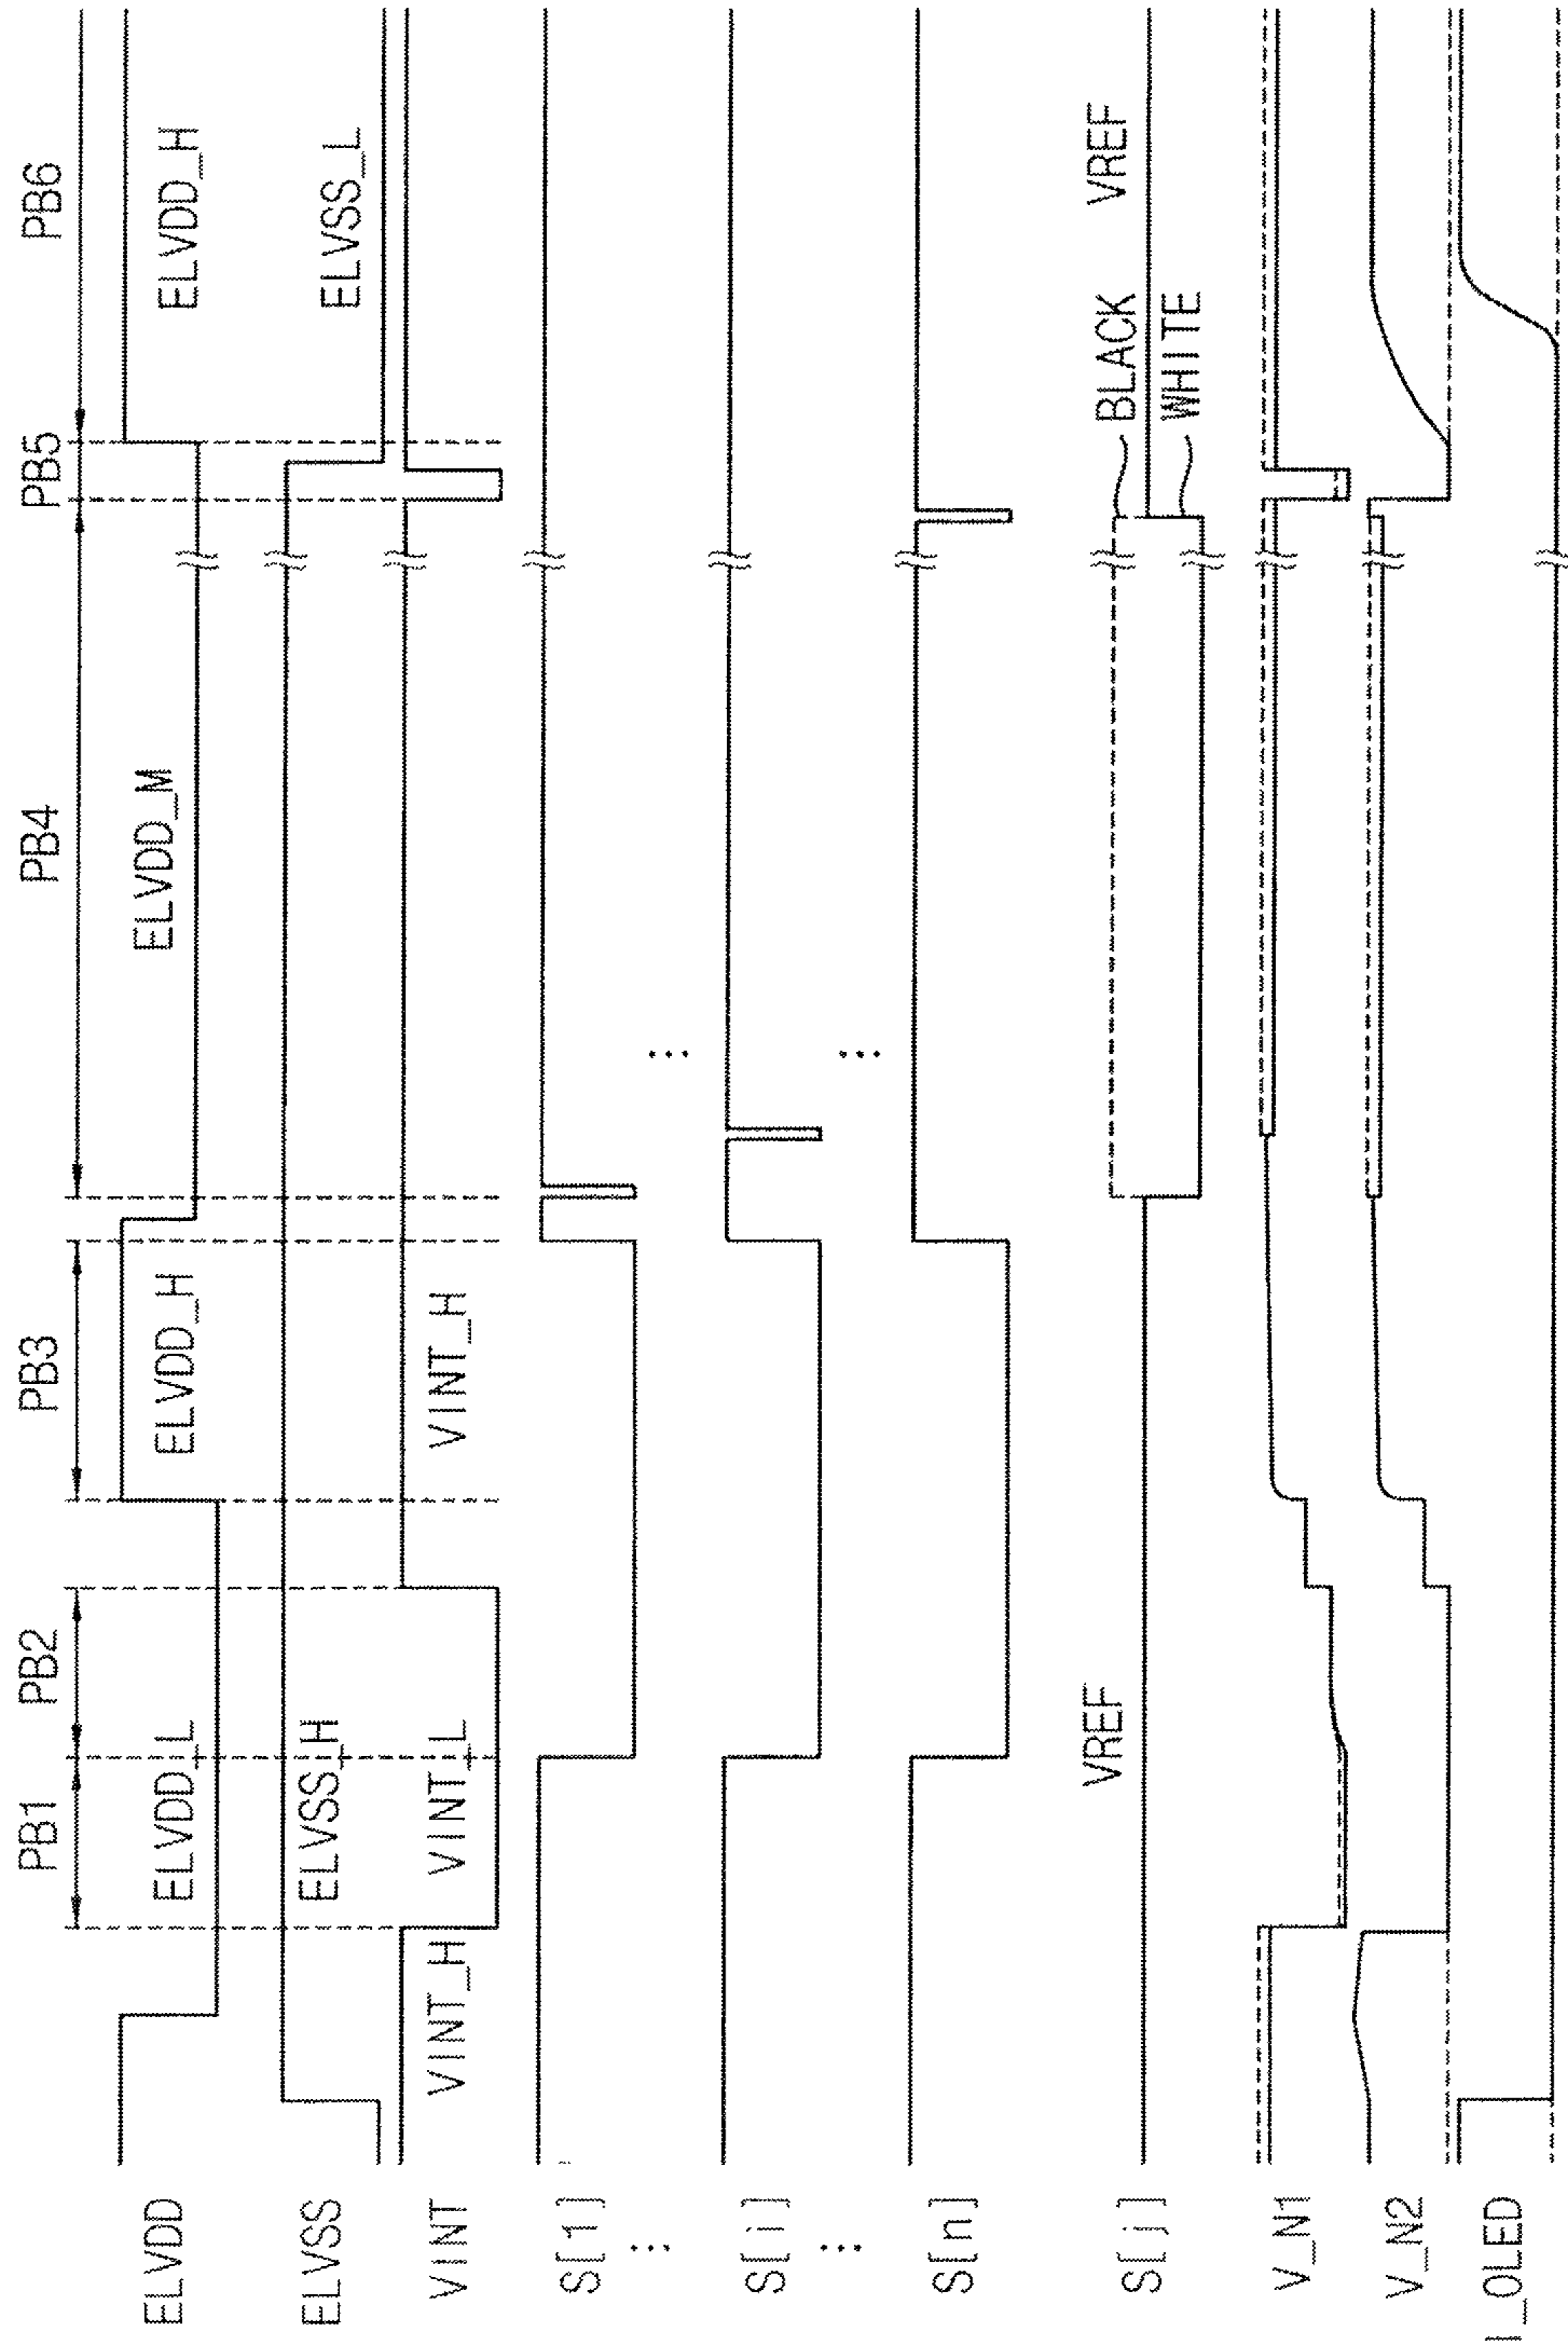 PB1 PB2 PB3 PB4 PB5 PB6
ELVDD
ELVDD_L
ELVDD_H
ELVDD_M
ELVDD_H
ELVSS
ELVSS_H
ELVSS_L
VINT
VINT_H
VINT_L
VINT_H
S[1]
...
...
S[i]
...
...
S[n]
S[j]
VREF
BLACK
WHITE
VREF
V_N1
V_N2
I_OLED